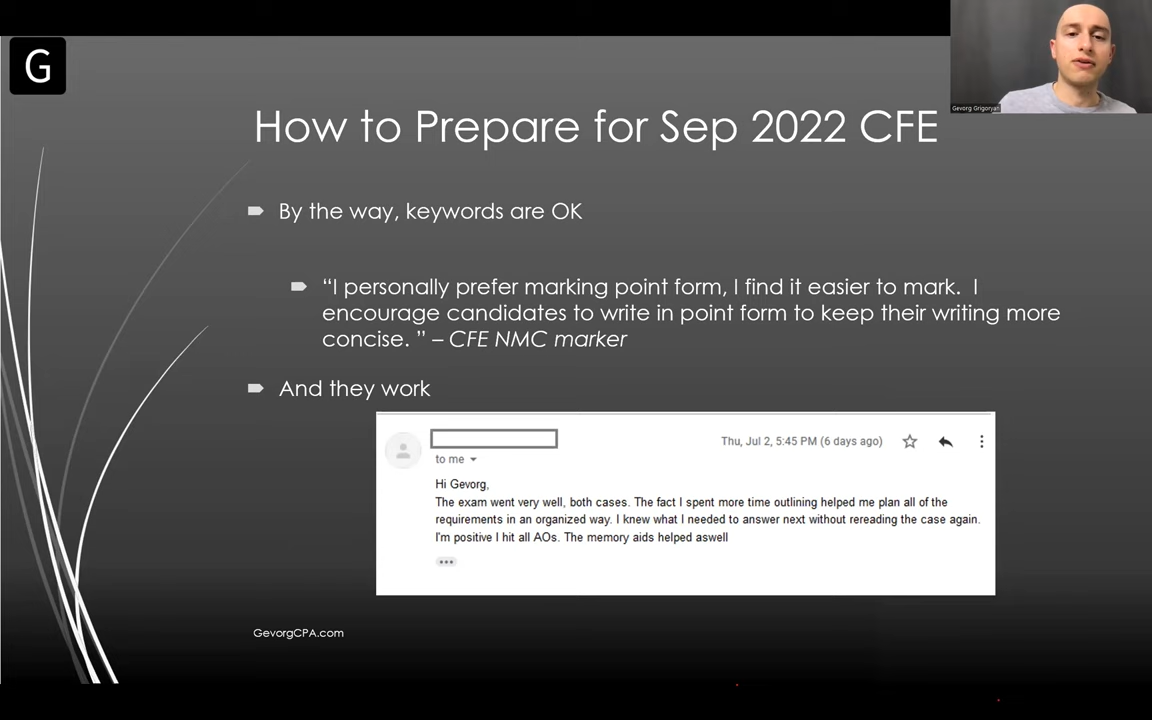 G
Gevorg Grigoryan
How to Prepare for Sep 2022 CFE
By the way, keywords are OK
“I personally prefer marking point form, I find it easier to mark. I
encourage candidates to write in point form to keep their writing more
concise. ” – CFE NMC marker
And they work
Thu, Jul 2, 5:45 PM (6 days ago)
to me
Hi Gevorg,
The exam went very well, both cases. The fact I spent more time outlining helped me plan all of the
requirements in an organized way. I knew what I needed to answer next without rereading the case again.
I'm positive I hit all AOs. The memory aids helped aswell
GevorgCPA.com